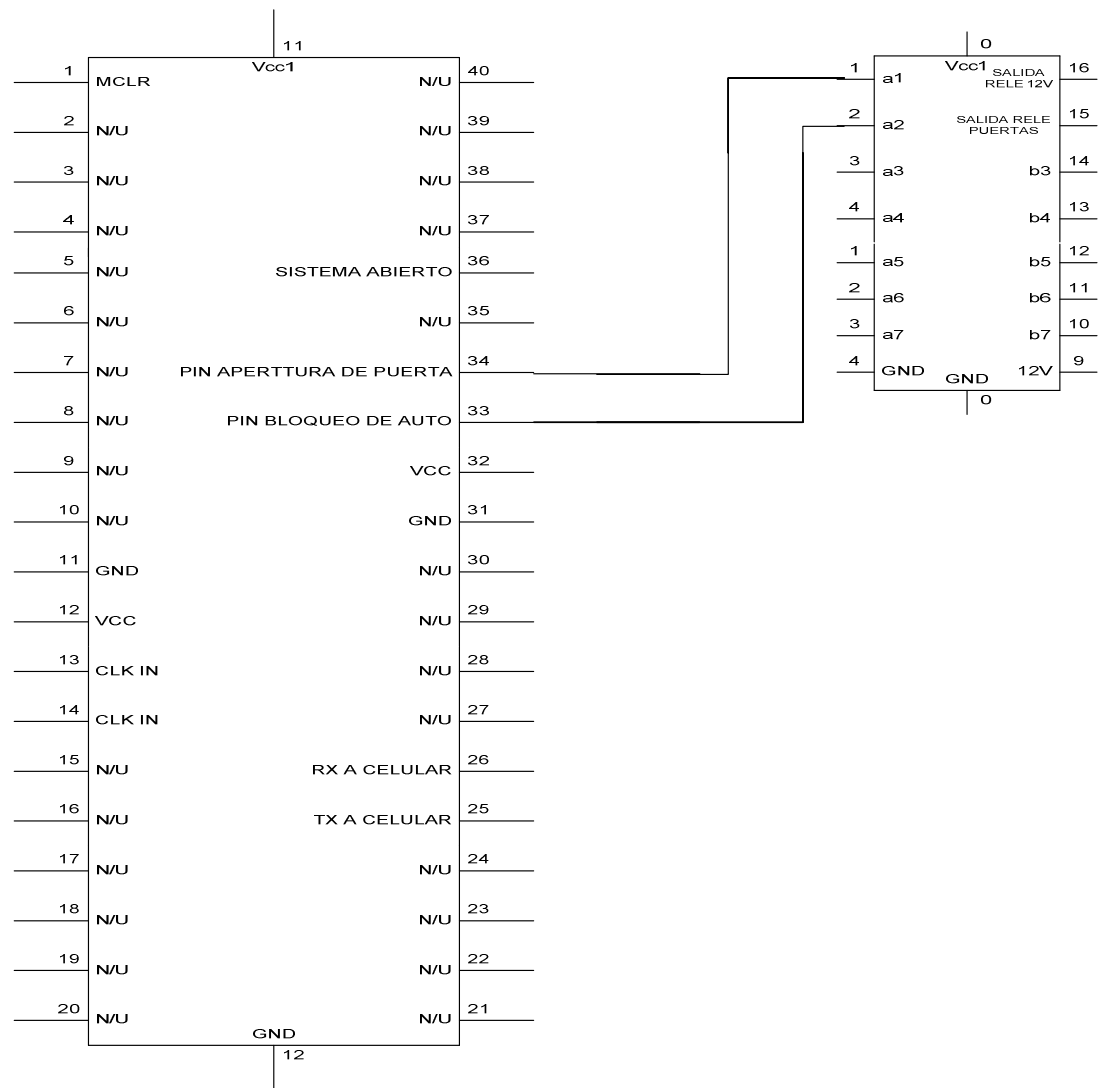 11
Vcc1
1 MCLR N/U 40
2 N/U N/U 39
3 N/U N/U 38
4 N/U N/U 37
5 N/U SISTEMA ABIERTO 36
6 N/U N/U 35
7 N/U PIN APERTTURA DE PUERTA 34
8 N/U PIN BLOQUEO DE AUTO 33
9 N/U VCC 32
10 N/U GND 31
11 GND N/U 30
12 VCC N/U 29
13 CLK IN N/U 28
14 CLK IN N/U 27
15 N/U RX A CELULAR 26
16 N/U TX A CELULAR 25
17 N/U N/U 24
18 N/U N/U 23
19 N/U N/U 22
20 N/U N/U 21
GND
12
0
Vcc1
1 a1 SALIDA 16
RELE 12V
2 a2 SALIDA RELE 15
PUERTAS
3 a3 b3 14
4 a4 b4 13
1 a5 b5 12
2 a6 b6 11
3 a7 b7 10
4 GND 12V 9
GND
0